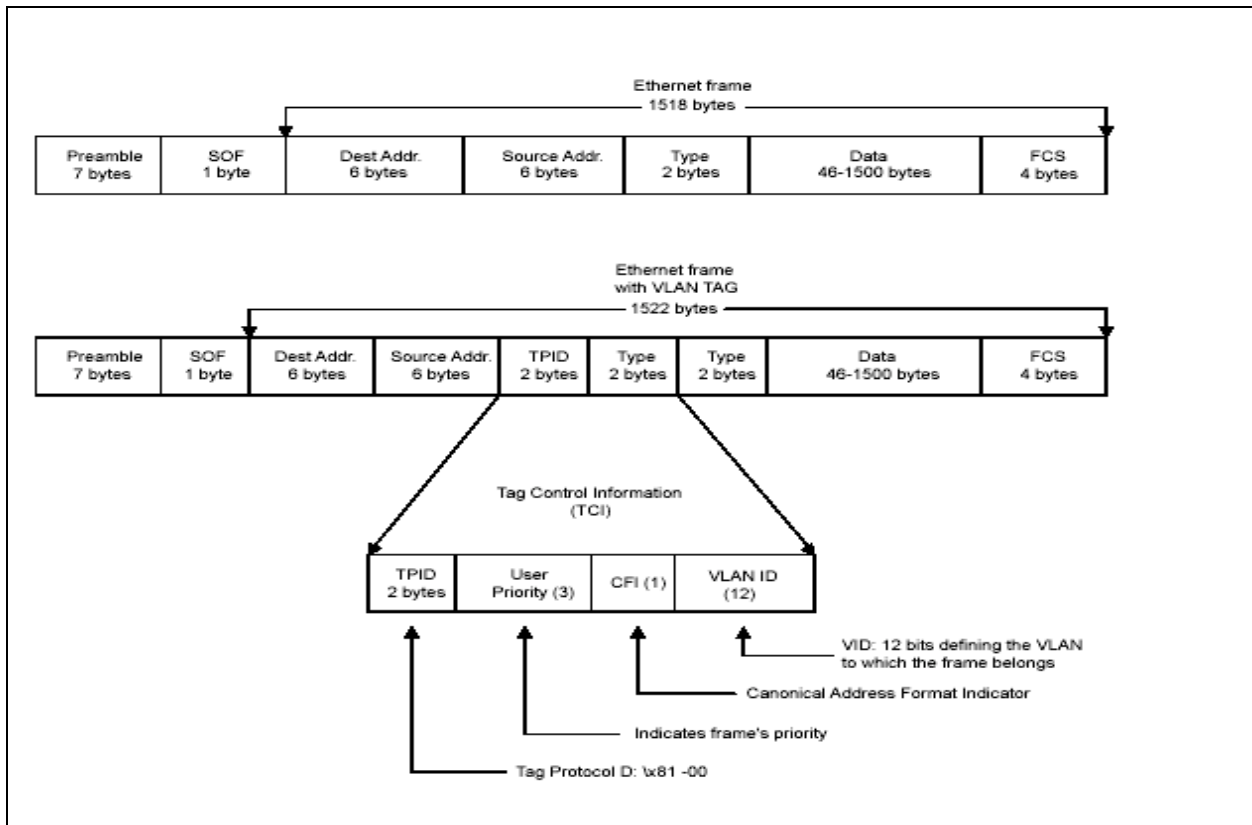 Ethernet frame
1518 bytes
Preamble
7 bytes
SOF
1 byte
Dest Addr.
6 bytes
Source Addr.
6 bytes
Type
2 bytes
Data
46-1500 bytes
FCS
4 bytes
Ethernet frame
with VLAN TAG
1522 bytes
Preamble
7 bytes
SOF
1 byte
Dest Addr.
6 bytes
Source Addr.
6 bytes
TPID
2 bytes
Type
2 bytes
Type
2 bytes
Data
46-1500 bytes
FCS
4 bytes
Tag Control Information
(TCI)
TPID
2 bytes
User
Priority (3)
CFI (1)
VLAN ID
(12)
VID: 12 bits defining the VLAN
to which the frame belongs
Canonical Address Format Indicator
Indicates frame's priority
Tag Protocol D: \x81 -00